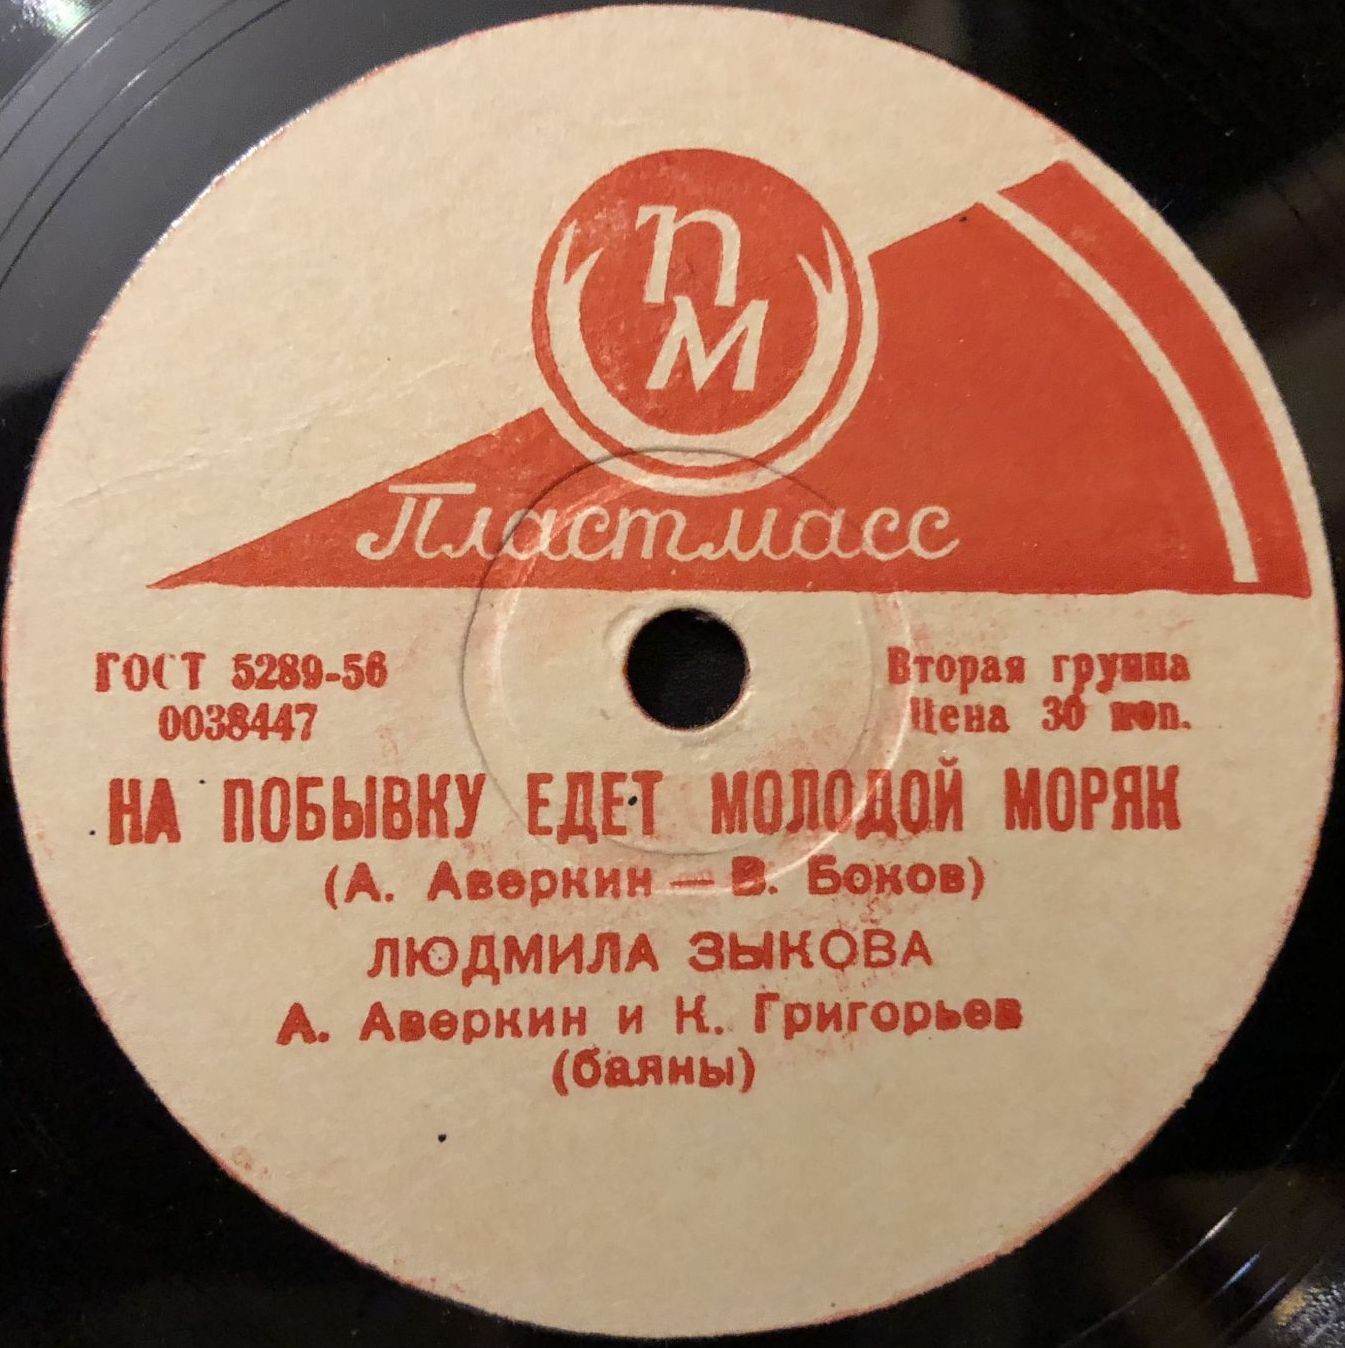 ПМ
Пластмасс
ГОСТ 5289-56
0038447
Вторая группа
Цена 30 коп.
НА ПОБЫВКУ ЕДЕТ МОЛОДОЙ МОРЯК
(А. Аверкин — В. Боков)
ЛЮДМИЛА ЗЫКОВА
А. Аверкин и К. Григорьев
(баяны)